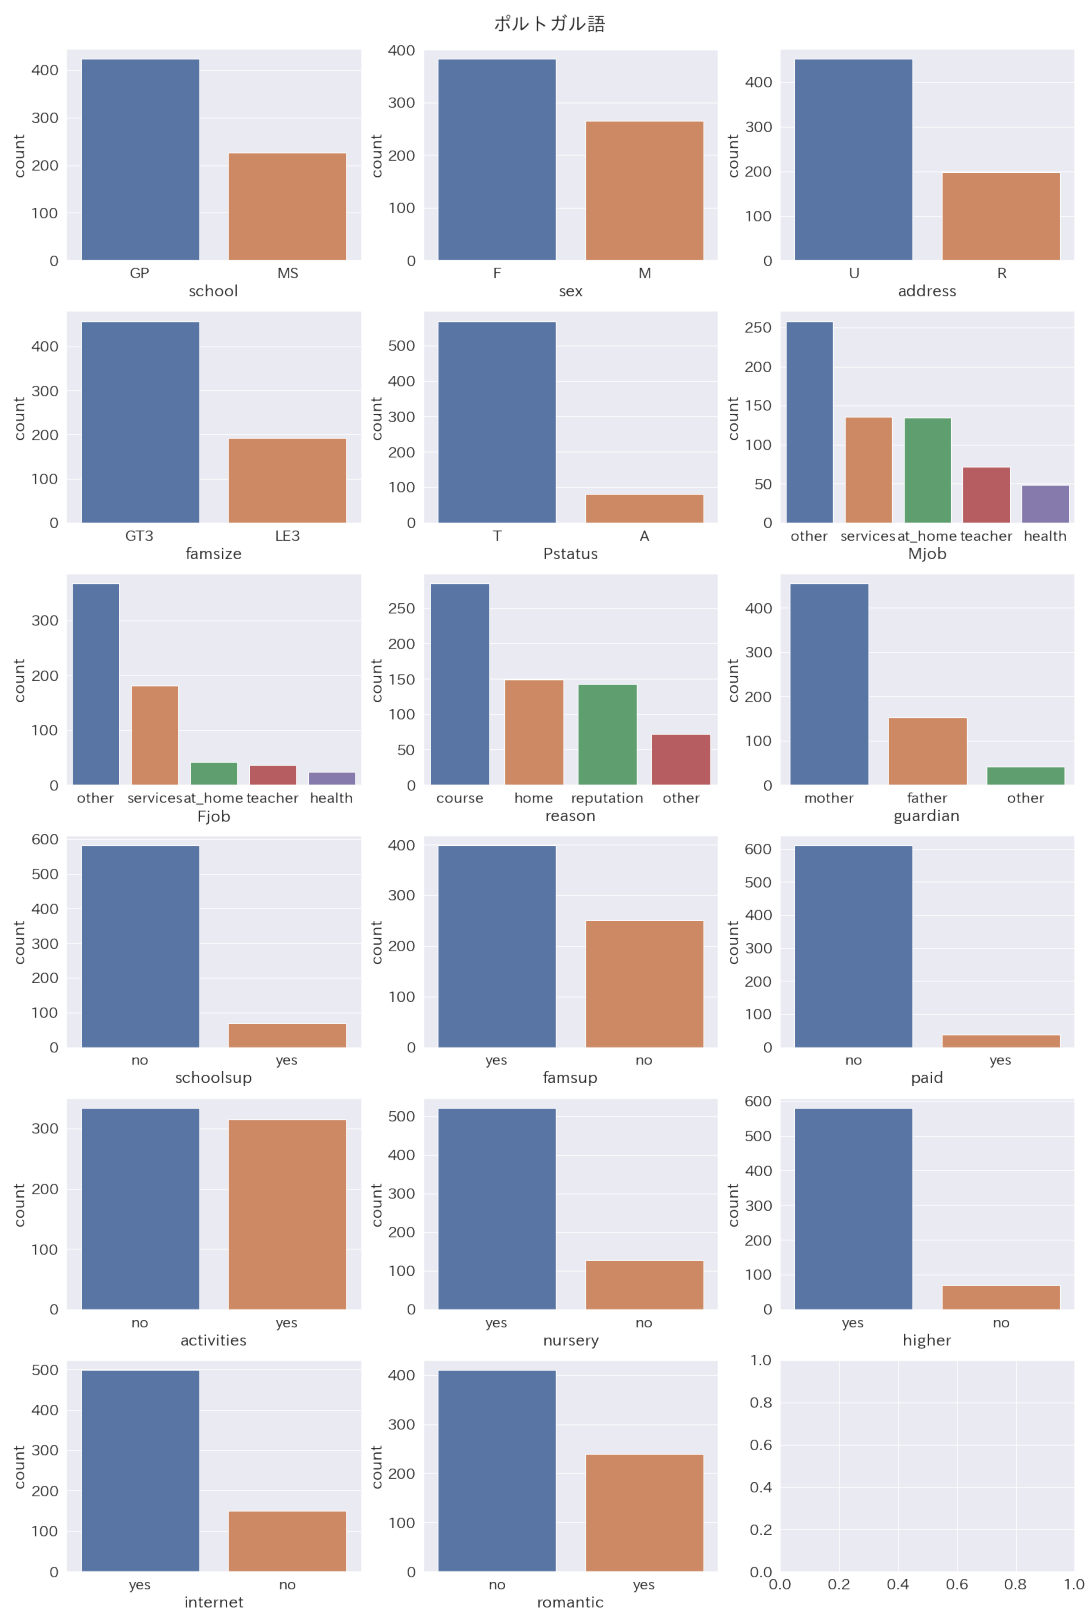 ポルトガル語
count
400
300
200
100
0
GP MS
school
count
400
300
200
100
0
F M
sex
count
400
300
200
100
0
U R
address
count
400
300
200
100
0
GT3 LE3
famsize
count
500
400
300
200
100
0
T A
Pstatus
count
250
200
150
100
50
0
other services at_home teacher health
Mjob
count
300
200
100
0
other services at_home teacher health
Fjob
count
250
200
150
100
50
0
course home reputation other
reason
count
400
300
200
100
0
mother father other
guardian
count
600
500
400
300
200
100
0
no yes
schoolsup
count
400
300
200
100
0
yes no
famsup
count
600
500
400
300
200
100
0
no yes
paid
count
300
200
100
0
no yes
activities
count
500
400
300
200
100
0
yes no
nursery
count
600
500
400
300
200
100
0
yes no
higher
count
500
400
300
200
100
0
yes no
internet
count
400
300
200
100
0
no yes
romantic
1.0
0.8
0.6
0.4
0.2
0.0
0.0 0.2 0.4 0.6 0.8 1.0